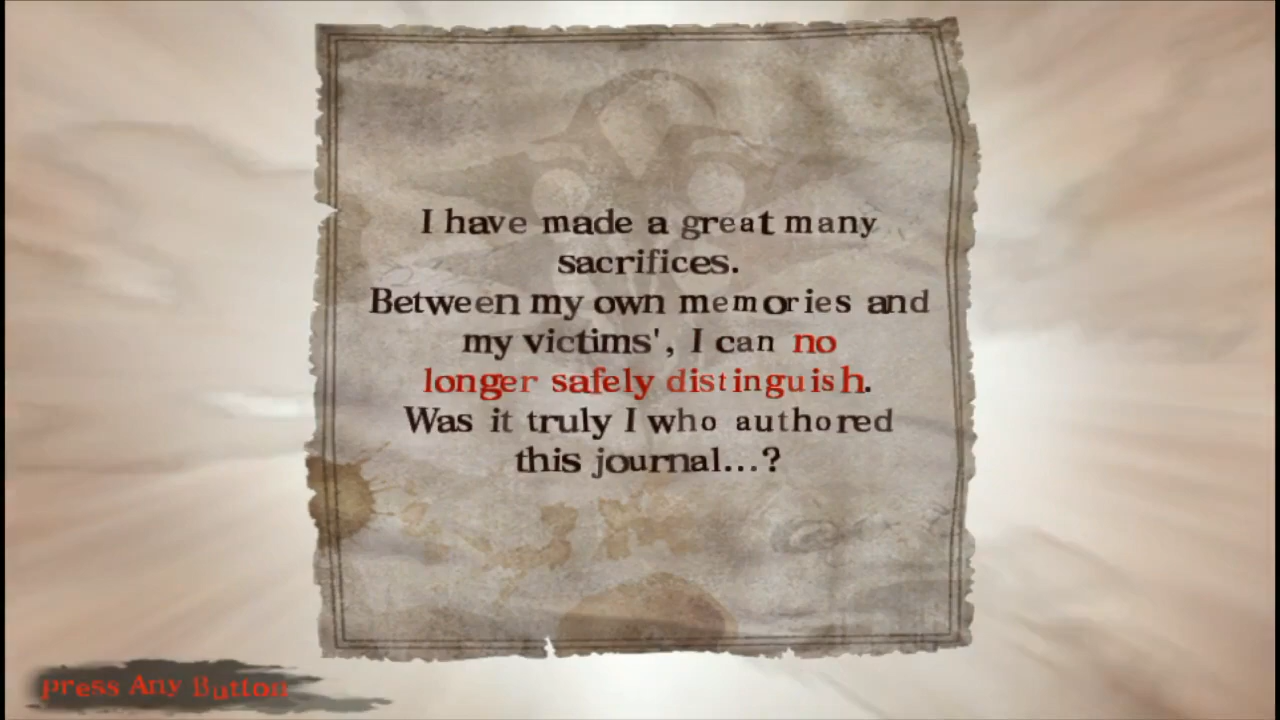 I have made a great many
sacrifices.
Between my own memories and
my victims', I can no
longer safely distinguish.
Was it truly I who authored
this journal...?
press Any Button